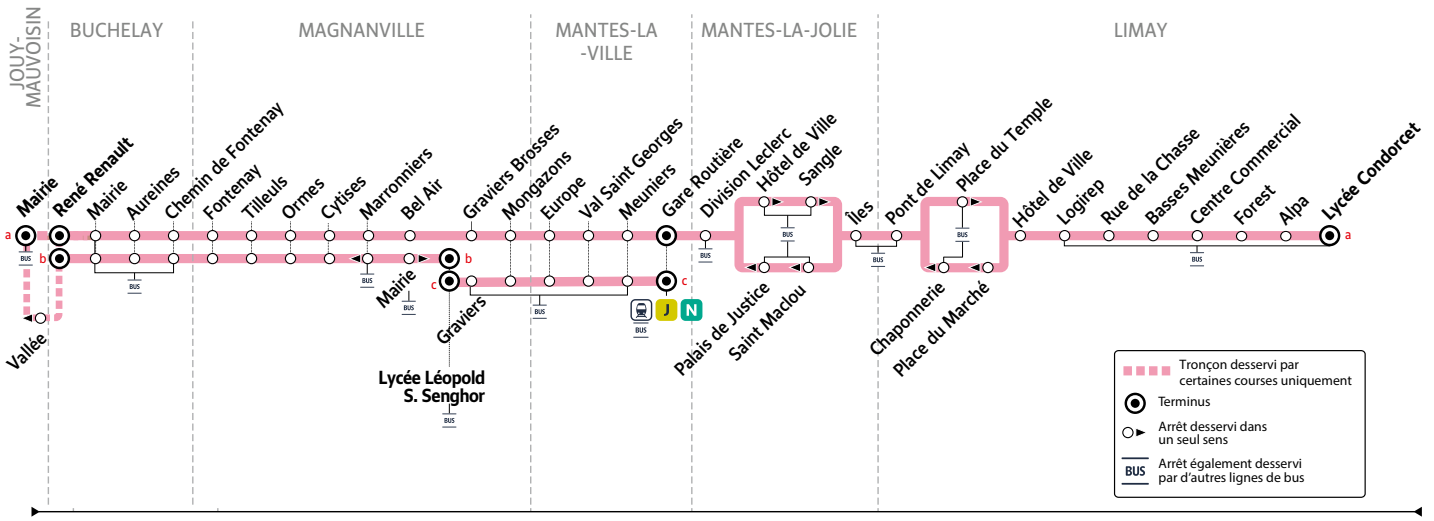 JOUY-
MAUVOISIN
BUCHELAY
MAGNANVILLE
MANTES-LA
-VILLE
MANTES-LA-JOLIE
LIMAY
Mairie
René Renault
Mairie
Aureines
Chemin de Fontenay
Fontenay
Tilleuls
Ormes
Cytises
Marronniers
Bel Air
Graviers Brosses
Mongazons
Europe
Val Saint Georges
Meuniers
Gare Routière
Division Leclerc
Hôtel de Ville
Sangle
Îles
Pont de Limay
Place du Temple
Hôtel de Ville
Logirep
Rue de la Chasse
Basses Meunières
Centre Commercial
Forest
Alpa
Lycée Condorcet
a
a
BUS
BUS
BUS
BUS
BUS
BUS
b
b
BUS
BUS
Mairie
BUS
c
c
Graviers
BUS
BUS
J
N
Vallée
Palais de Justice
Saint Maclou
Chaponnerie
Place du Marché
Lycée Léopold
S. Senghor
BUS
Tronçon desservi par
certaines courses uniquement
Terminus
Arrêt desservi dans
un seul sens
BUS
Arrêt également desservi
par d'autres lignes de bus